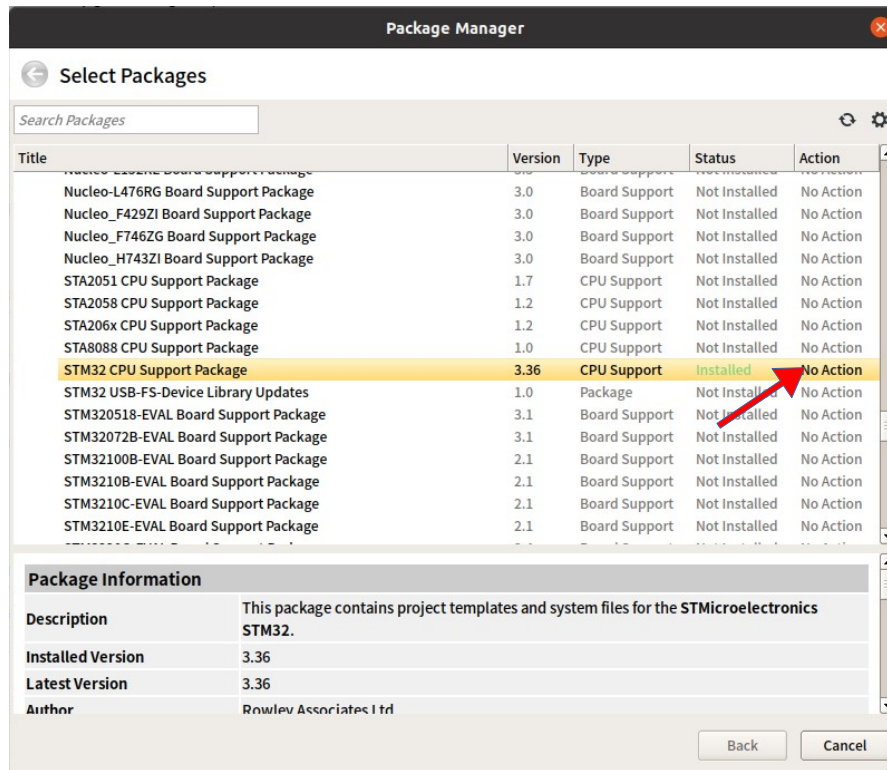 Package Manager
Select Packages
Search Packages
Title Version Type Status Action
Nucleo-L476RG Board Support Package 3.0 Board Support Not Installed No Action
Nucleo_F429ZI Board Support Package 3.0 Board Support Not Installed No Action
Nucleo_F746ZG Board Support Package 3.0 Board Support Not Installed No Action
Nucleo_H743ZI Board Support Package 3.0 Board Support Not Installed No Action
STA2051 CPU Support Package 1.7 CPU Support Not Installed No Action
STA2058 CPU Support Package 1.2 CPU Support Not Installed No Action
STA206x CPU Support Package 1.2 CPU Support Not Installed No Action
STA8088 CPU Support Package 1.0 CPU Support Not Installed No Action
STM32 CPU Support Package 3.36 CPU Support Installed No Action
STM32 USB-FS-Device Library Updates 1.0 Package Not Installed No Action
STM320518-EVAL Board Support Package 3.1 Board Support Not Installed No Action
STM32072B-EVAL Board Support Package 3.1 Board Support Not Installed No Action
STM32100B-EVAL Board Support Package 2.1 Board Support Not Installed No Action
STM3210B-EVAL Board Support Package 2.1 Board Support Not Installed No Action
STM3210C-EVAL Board Support Package 2.1 Board Support Not Installed No Action
STM3210E-EVAL Board Support Package 2.1 Board Support Not Installed No Action
Package Information
Description This package contains project templates and system files for the STMicroelectronics
STM32.
Installed Version 3.36
Latest Version 3.36
Author Rowley Associates Ltd
Back Cancel